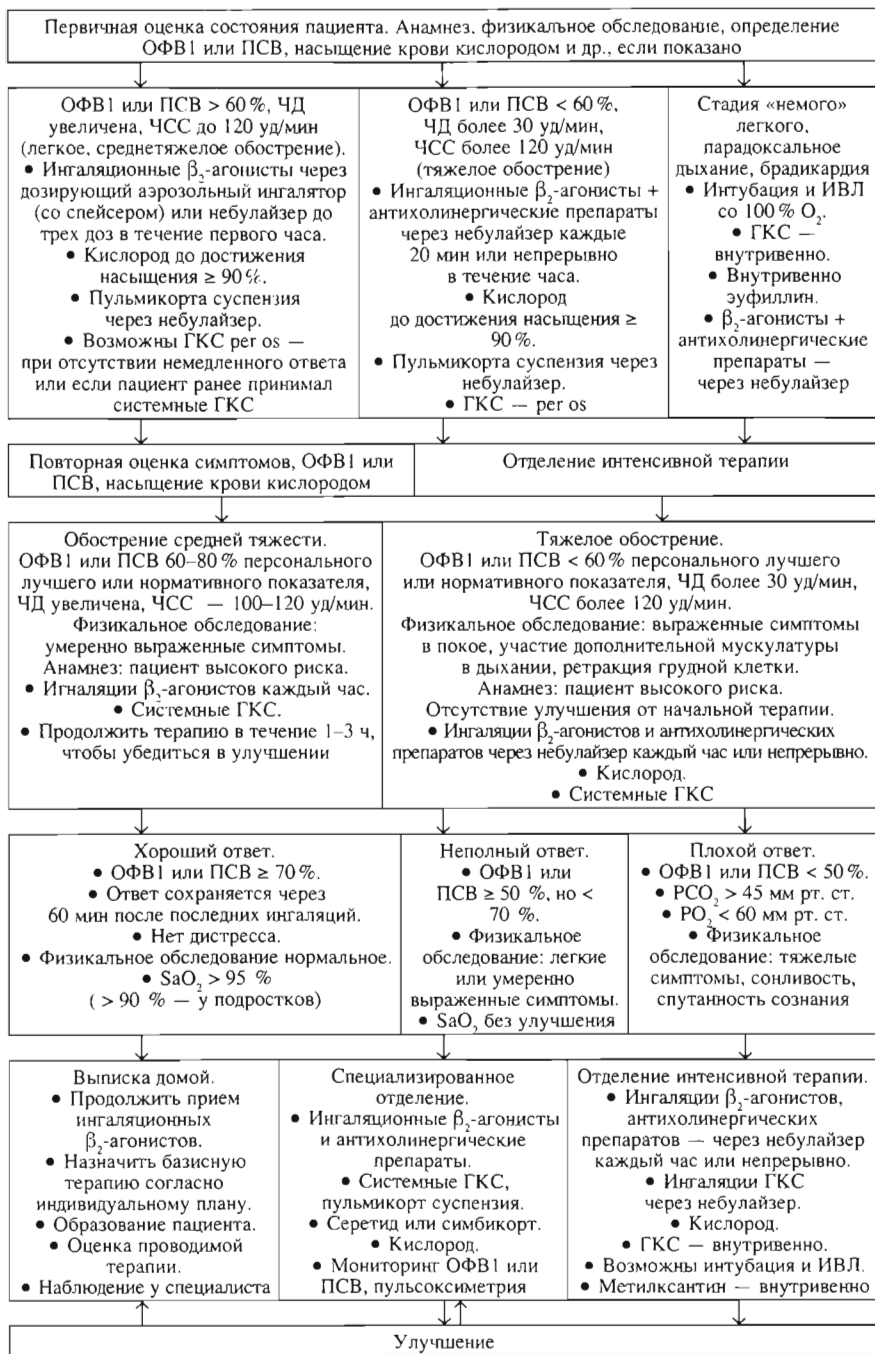 Первичная оценка состояния пациента. Анамнез, физикальное обследование, определение
ОФВ1 или ПСВ, насыщение крови кислородом и др., если показано
ОФВ1 или ПСВ > 60 %, ЧД
увеличена, ЧСС до 120 уд/мин
(легкое, среднетяжелое обострение).
• Ингаляционные β₂-агонисты через
дозирующий аэрозольный ингалятор
(со спейсером) или небулайзер до
трех доз в течение первого часа.
• Кислород до достижения
насыщения ≥ 90 %.
• Пульмикорта суспензия
через небулайзер.
• Возможны ГКС per os —
при отсутствии немедленного ответа
или если пациент ранее принимал
системные ГКС
ОФВ1 или ПСВ < 60 %,
ЧД более 30 уд/мин,
ЧСС более 120 уд/мин
(тяжелое обострение)
• Ингаляционные β₂-агонисты +
антихолинергические препараты
через небулайзер каждые
20 мин или непрерывно
в течение часа.
• Кислород
до достижения насыщения ≥
90 %.
• Пульмикорта суспензия через
небулайзер.
• ГКС — per os
Стадия «немого»
легкого,
парадоксальное
дыхание, брадикардия
• Интубация и ИВЛ
со 100 % O₂.
• ГКС —
внутривенно.
• Внутривенно
эуфиллин.
• β₂-агонисты +
антихолинергические
препараты —
через небулайзер
Повторная оценка симптомов, ОФВ1 или
ПСВ, насыщение крови кислородом
Отделение интенсивной терапии
Обострение средней тяжести.
ОФВ1 или ПСВ 60–80 % персонального
лучшего или нормативного показателя,
ЧД увеличена, ЧСС — 100–120 уд/мин.
Физикальное обследование:
умеренно выраженные симптомы.
Анамнез: пациент высокого риска.
• Игналяции β₂-агонистов каждый час.
• Системные ГКС.
• Продолжить терапию в течение 1–3 ч,
чтобы убедиться в улучшении
Тяжелое обострение.
ОФВ1 или ПСВ < 60 % персонального лучшего
или нормативного показателя, ЧД более 30 уд/мин,
ЧСС более 120 уд/мин.
Физикальное обследование: выраженные симптомы
в покое, участие дополнительной мускулатуры
в дыхании, ретракция грудной клетки.
Анамнез: пациент высокого риска.
Отсутствие улучшения от начальной терапии.
• Ингаляции β₂-агонистов и антихолинергических
препаратов через небулайзер каждый час или непрерывно.
• Кислород.
• Системные ГКС
Хороший ответ.
• ОФВ1 или ПСВ ≥ 70 %.
• Ответ сохраняется через
60 мин после последних ингаляций.
• Нет дистресса.
• Физикальное обследование нормальное.
• SaO₂ > 95 %
( > 90 % — у подростков)
Неполный ответ.
• ОФВ1 или
ПСВ ≥ 50 %, но <
70 %.
• Физикальное
обследование: легкие
или умеренно
выраженные симптомы.
• SaO₂ без улучшения
Плохой ответ.
• ОФВ1 или ПСВ < 50 %.
• PCO₂ > 45 мм рт. ст.
• PO₂ < 60 мм рт. ст.
• Физикальное
обследование: тяжелые
симптомы, сонливость,
спутанность сознания
Выписка домой.
• Продолжить прием
ингаляционных
β₂-агонистов.
• Назначить базисную
терапию согласно
индивидуальному плану.
• Образование пациента.
• Оценка проводимой
терапии.
• Наблюдение у специалиста
Специализированное
отделение.
• Ингаляционные β₂-агонисты
и антихолинергические
препараты.
• Системные ГКС,
пульмикорт суспензия.
• Серетид или симбикорт.
• Кислород.
• Мониторинг ОФВ1 или
ПСВ, пульсоксиметрия
Отделение интенсивной терапии.
• Ингаляции β₂-агонистов,
антихолинергических
препаратов — через небулайзер
каждый час или непрерывно.
• Ингаляции ГКС
через небулайзер.
• Кислород.
• ГКС — внутривенно.
• Возможны интубация и ИВЛ.
• Метилксантин — внутривенно
Улучшение